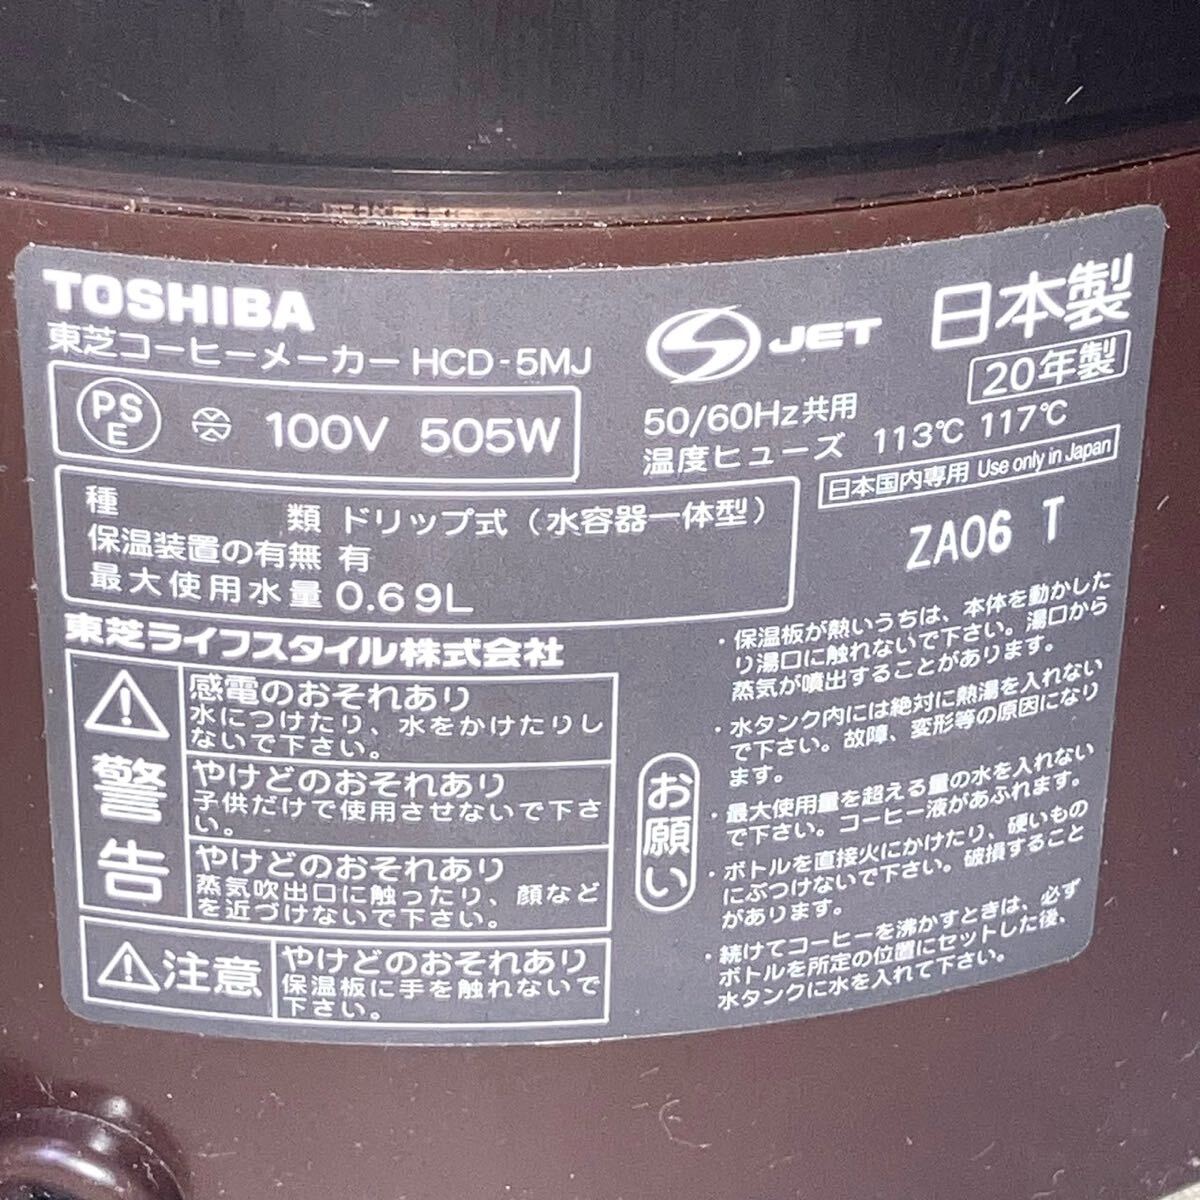 TOSHIBA
東芝コーヒーメーカー HCD-5MJ
PSE 100V 505W
JET
日本製
20年製
50/60Hz共用
温度ヒューズ 113℃ 117℃
日本国内専用 Use only in Japan
ZA06 T
種類 ドリップ式(水容器一体型)
保温装置の有無 有
最大使用水量 0.69L
東芝ライフスタイル株式会社
警告
感電のおそれあり
水につけたり、水をかけたりし
ないで下さい。
やけどのおそれあり
子供だけで使用させないで下さ
い。
やけどのおそれあり
蒸気吹出口に触ったり、顔など
を近づけないで下さい。
注意
やけどのおそれあり
保温板に手を触れないで
下さい。
お願い
・保温板が熱いうちは、本体を動かした
り湯口に触れないで下さい。湯口から
蒸気が噴出することがあります。
・水タンク内には絶対に熱湯を入れない
で下さい。故障、変形等の原因になり
ます。
・最大使用量を超える量の水を入れない
で下さい。コーヒー液があふれます。
・ボトルを直接火にかけたり、硬いもの
にぶつけないで下さい。破損すること
があります。
・続けてコーヒーを沸かすときは、必ず
ボトルを所定の位置にセットした後、
水タンクに水を入れて下さい。